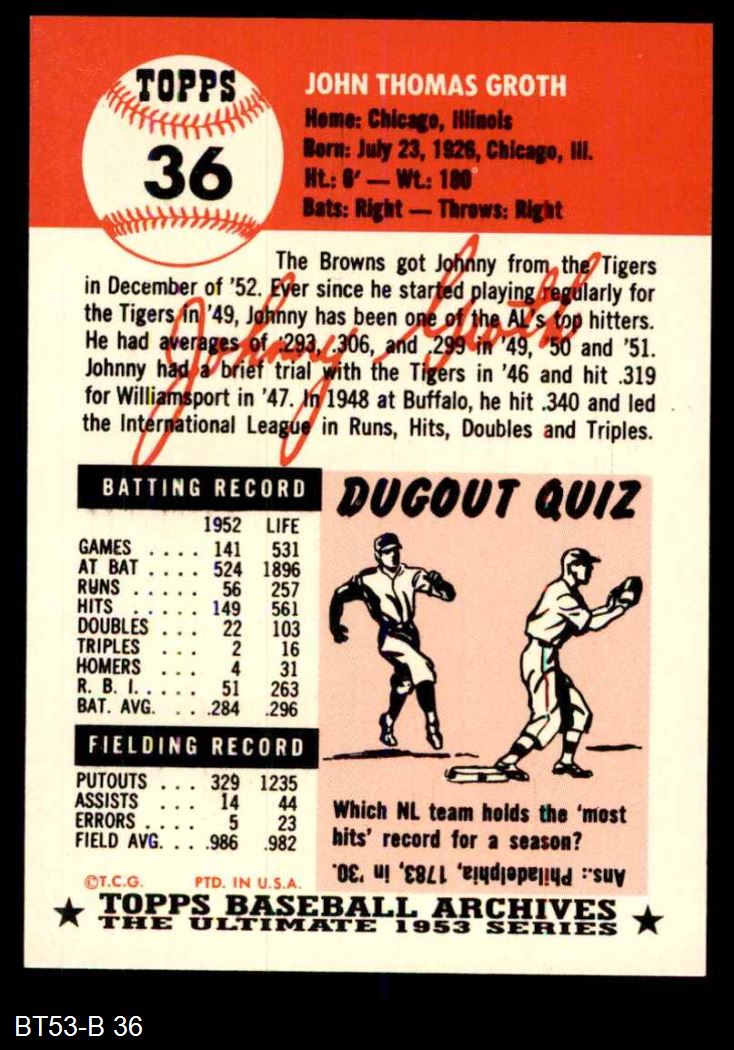 TOPPS
36
JOHN THOMAS GROTH
Home: Chicago, Illinois
Born: July 23, 1926, Chicago, Ill.
Ht.: 6' — Wt.: 180
Bats: Right — Throws: Right
The Browns got Johnny from the Tigers
in December of '52. Ever since he started playing regularly for
the Tigers in '49, Johnny has been one of the AL's top hitters.
He had averages of .293, .306, and .299 in '49, '50 and '51.
Johnny had a brief trial with the Tigers in '46 and hit .319
for Williamsport in '47. In 1948 at Buffalo, he hit .340 and led
the International League in Runs, Hits, Doubles and Triples.
Johnny Groth
BATTING RECORD
1952 LIFE
GAMES .... 141 531
AT BAT .... 524 1896
RUNS ..... 56 257
HITS ..... 149 561
DOUBLES ... 22 103
TRIPLES ... 2 16
HOMERS ... 4 31
R. B. I. .... 51 263
BAT. AVG. ... .284 .296
FIELDING RECORD
PUTOUTS ... 329 1235
ASSISTS ... 14 44
ERRORS .... 5 23
FIELD AVG. ... .986 .982
DUGOUT QUIZ
Which NL team holds the 'most
hits' record for a season?
Ans.: Philadelphia, 1783, in '30.
©T.C.G. PTD. IN U.S.A.
★ TOPPS BASEBALL ARCHIVES ★
THE ULTIMATE 1953 SERIES
BT53-B 36